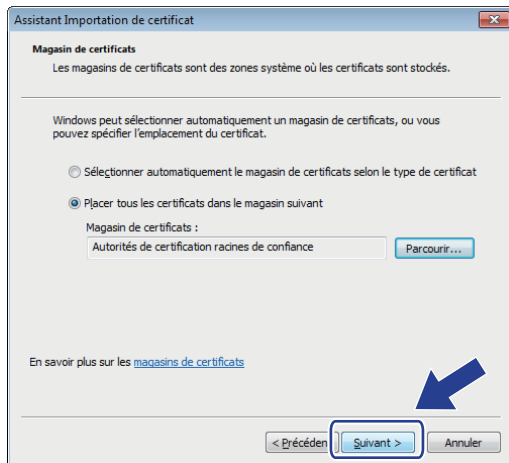 Assistant Importation de certificat
Magasin de certificats
Les magasins de certificats sont des zones système où les certificats sont stockés.
Windows peut sélectionner automatiquement un magasin de certificats, ou vous
pouvez spécifier l'emplacement du certificat.
Sélectionner automatiquement le magasin de certificats selon le type de certificat
Placer tous les certificats dans le magasin suivant
Magasin de certificats :
Autorités de certification racines de confiance
Parcourir...
En savoir plus sur les magasins de certificats
< Précéden
Suivant >
Annuler